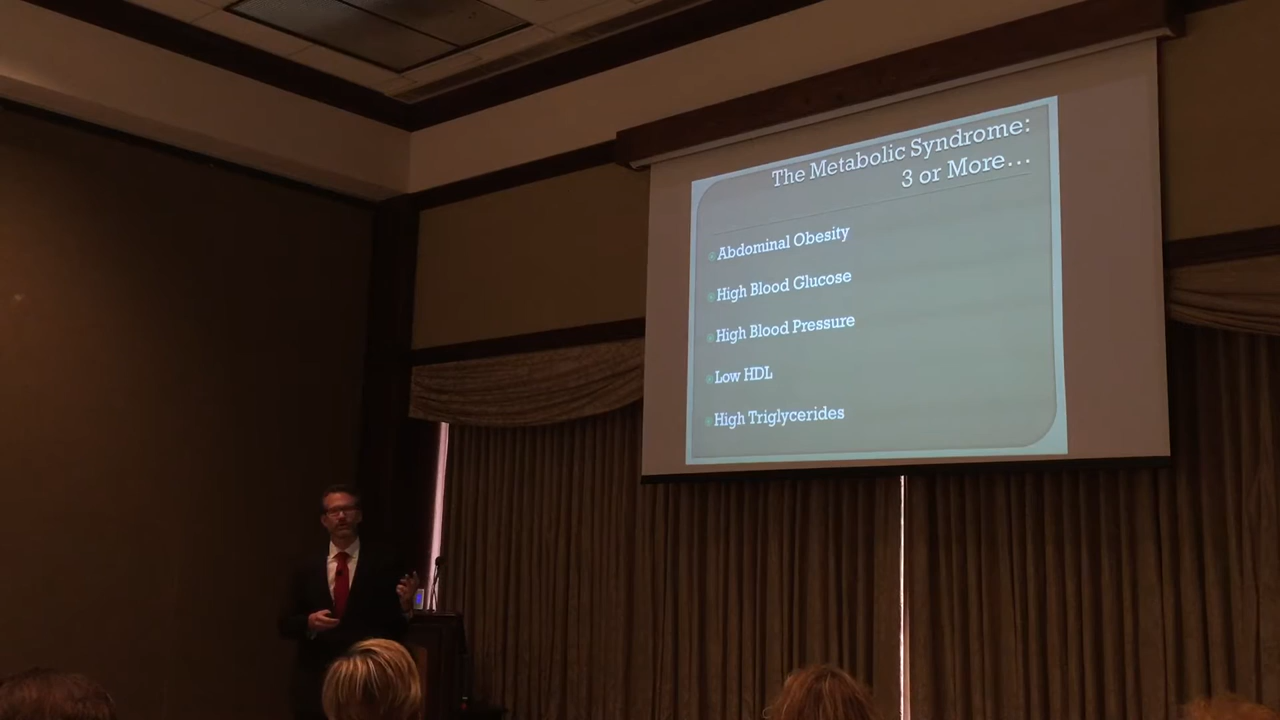 The Metabolic Syndrome:
3 or More...
Abdominal Obesity
High Blood Glucose
High Blood Pressure
Low HDL
High Triglycerides